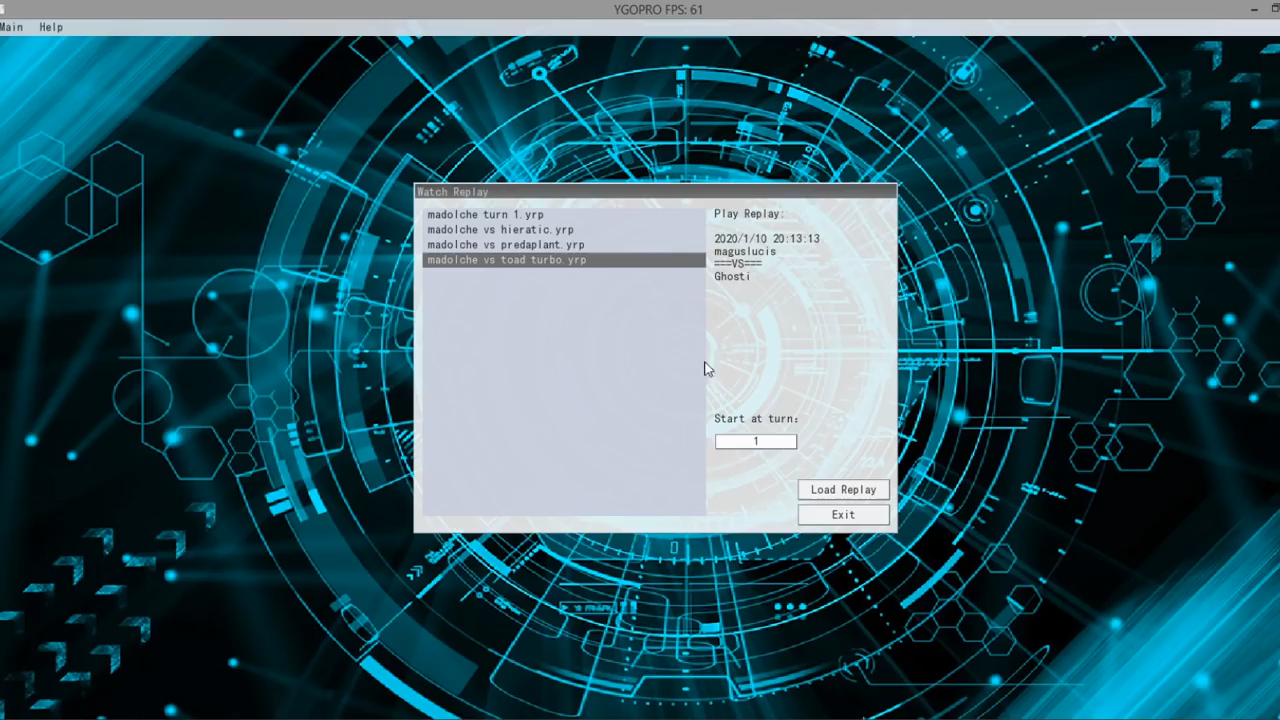 YGOPRO FPS: 61
Main Help
Watch Replay
madolche turn 1.yrp
madolche vs hieratic.yrp
madolche vs predaplant.yrp
madolche vs toad turbo.yrp
Play Replay:
2020/1/10 20:13:13
maguslucis
===VS===
Ghosti
Start at turn:
1
Load Replay
Exit